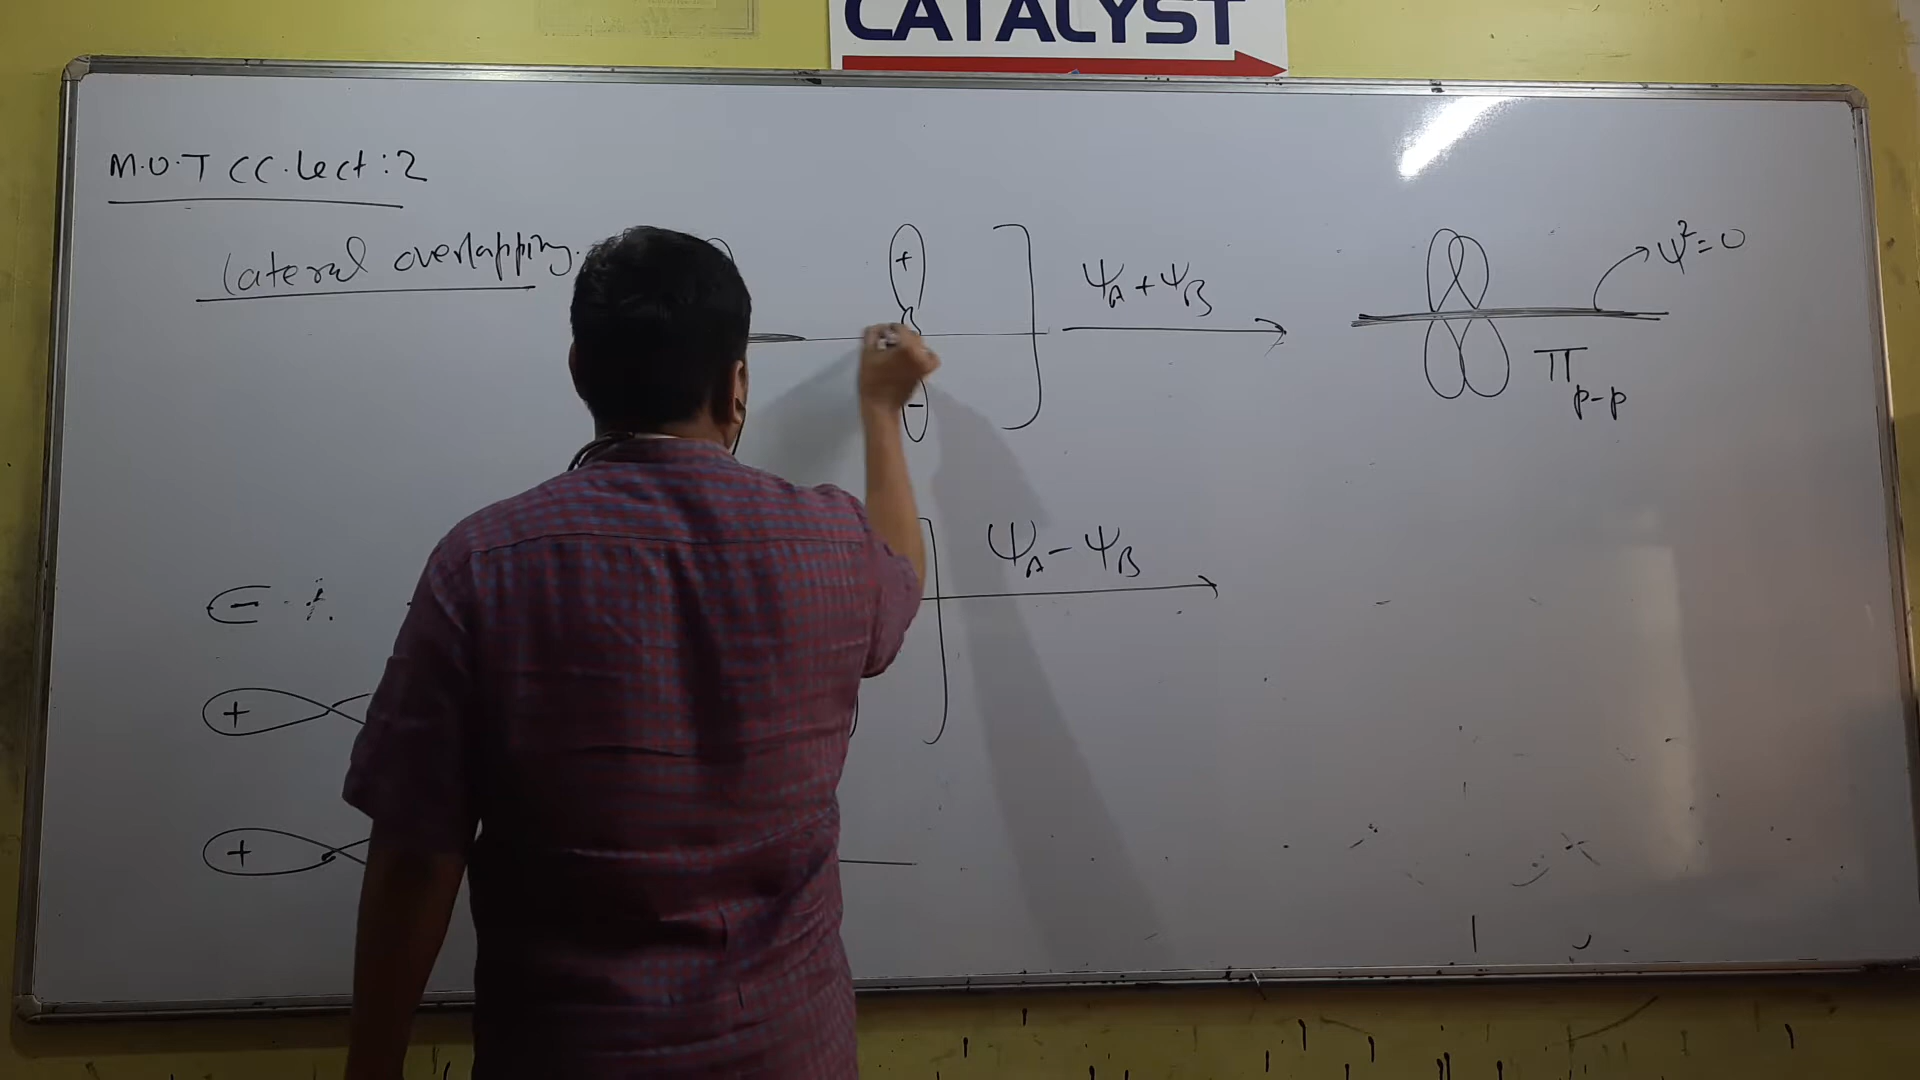 CATALYST
M.O.T CC. Lect:2
Lateral overlapping.
+
ψA + ψB
ψ²=0
π p-p
-
ψA - ψB
+
+